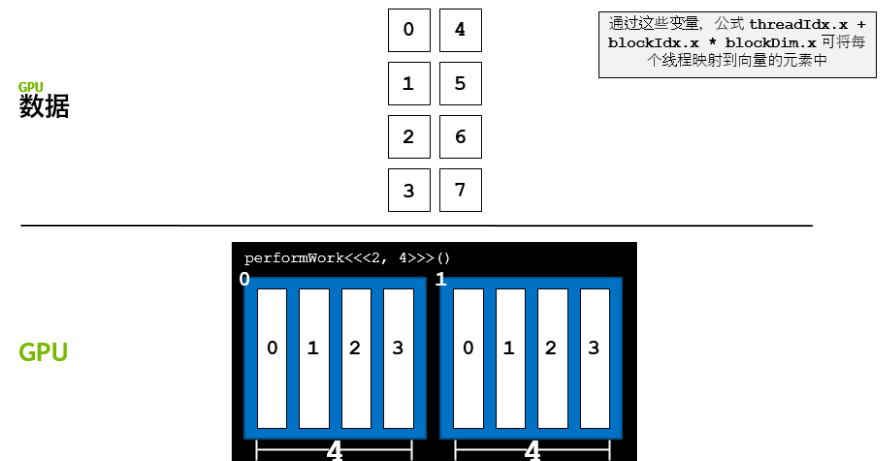 0 4
通过这些变量，公式 threadIdx.x +
blockIdx.x * blockDim.x 可将每
个线程映射到向量的元素中
GPU
数据
1 5
2 6
3 7
performWork<<<2, 4>>>()
0 1
GPU
0 1 2 3 0 1 2 3
4 4